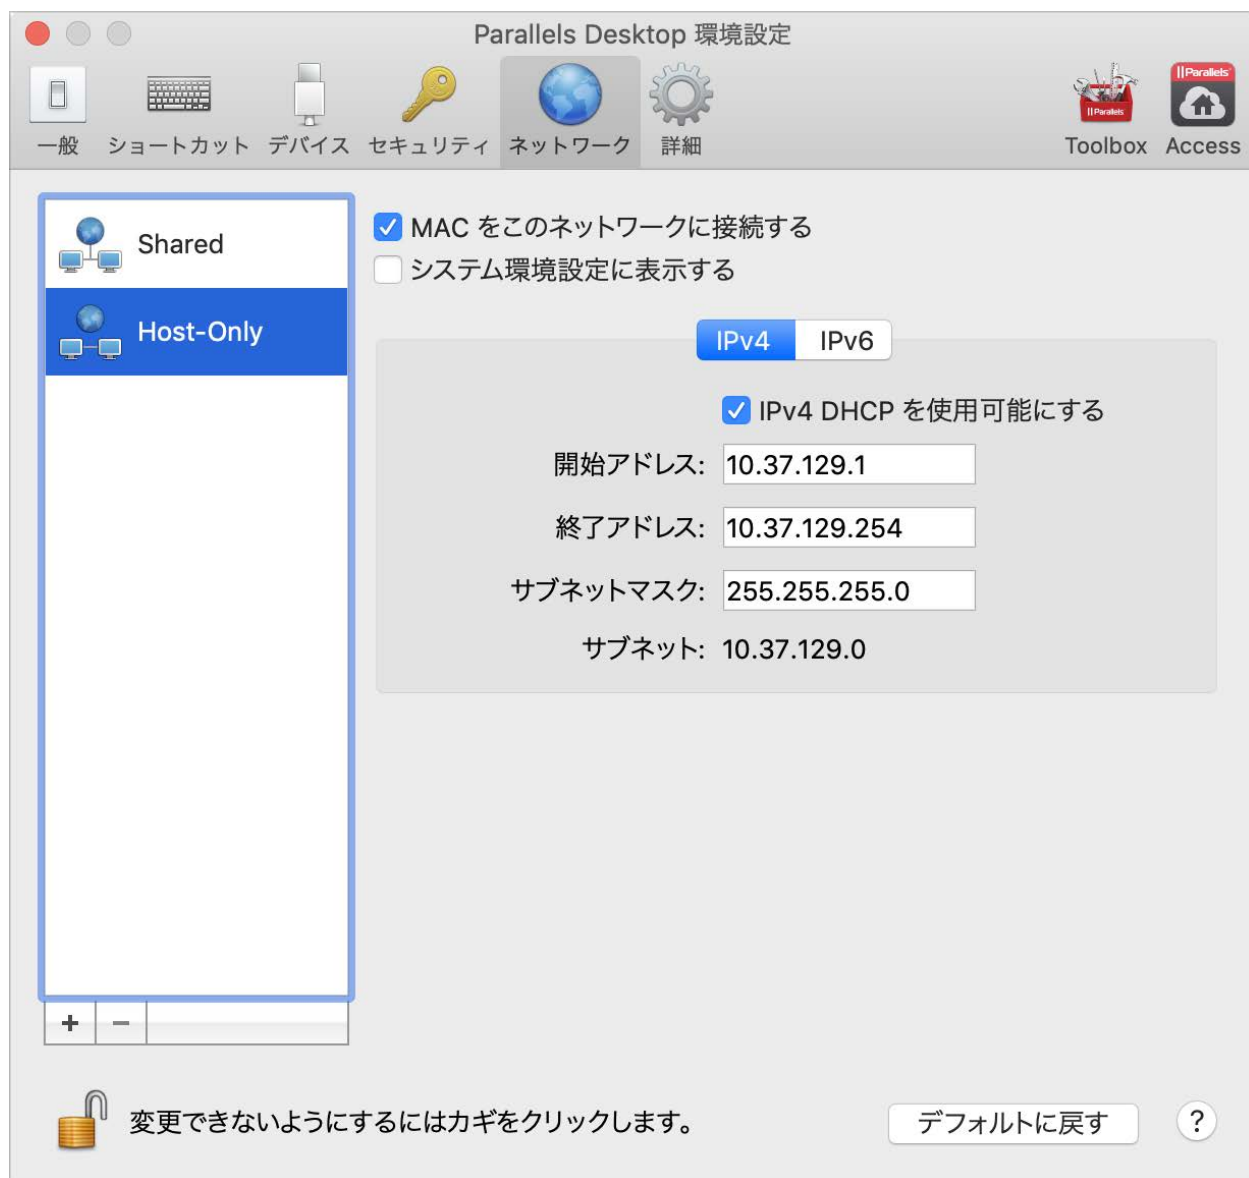 Parallels Desktop 環境設定
||Parallels
||Parallels
一般 ショートカット デバイス セキュリティ ネットワーク 詳細 Toolbox Access
Shared
MAC をこのネットワークに接続する
システム環境設定に表示する
Host-Only
IPv4 IPv6
IPv4 DHCP を使用可能にする
開始アドレス: 10.37.129.1
終了アドレス: 10.37.129.254
サブネットマスク: 255.255.255.0
サブネット: 10.37.129.0
+ −
変更できないようにするにはカギをクリックします。 デフォルトに戻す ?